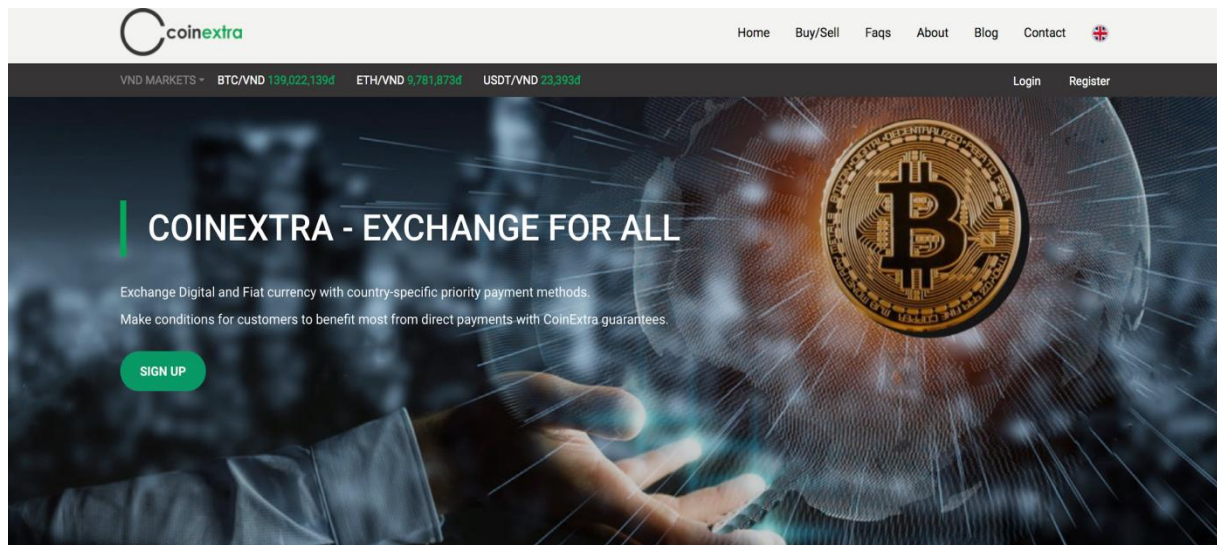 coinextra
Home Buy/Sell Faqs About Blog Contact
VND MARKETS BTC/VND 139,022,139đ ETH/VND 9,781,873đ USDT/VND 23,393đ Login Register
COINEXTRA - EXCHANGE FOR ALL
Exchange Digital and Fiat currency with country-specific priority payment methods.
Make conditions for customers to benefit most from direct payments with CoinExtra guarantees.
SIGN UP
DECENTRALIZED